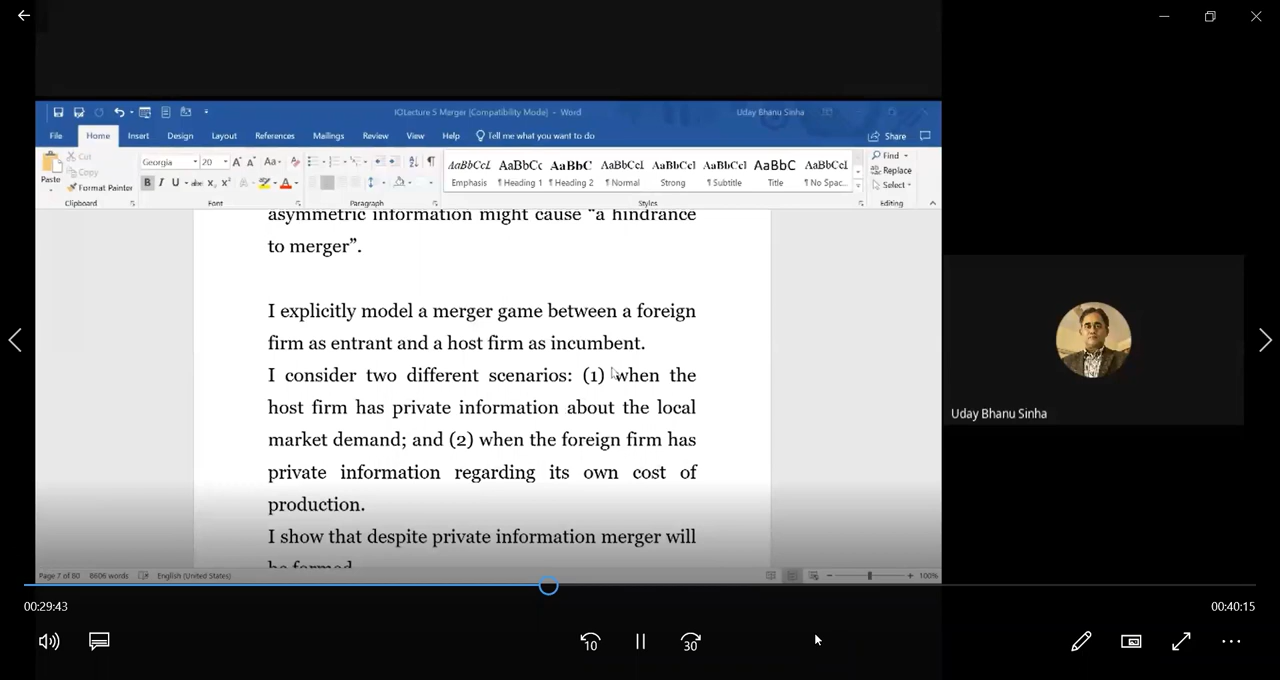 IOLecture 5 Merger [Compatibility Mode] - Word
Uday Bhanu Sinha
File Home Insert Design Layout References Mailings Review View Help Tell me what you want to do Share
Paste
Cut
Copy
Format Painter
Clipboard
Georgia 20
Font
Paragraph
AaBbCcL AaBbCc AaBbC AaBbCcL AaBbCcl AaBbCcL AaBbC AaBbCcL
Emphasis ¶ Heading 1 ¶ Heading 2 ¶ Normal Strong ¶ Subtitle Title ¶ No Spac...
Styles
Find
Replace
Select
Editing
asymmetric information might cause “a hindrance
to merger”.
I explicitly model a merger game between a foreign
firm as entrant and a host firm as incumbent.
I consider two different scenarios: (1) when the
host firm has private information about the local
market demand; and (2) when the foreign firm has
private information regarding its own cost of
production.
I show that despite private information merger will
be formed
Page 7 of 80 8606 words English (United States) 100%
Uday Bhanu Sinha
00:29:43 00:40:15
10 30